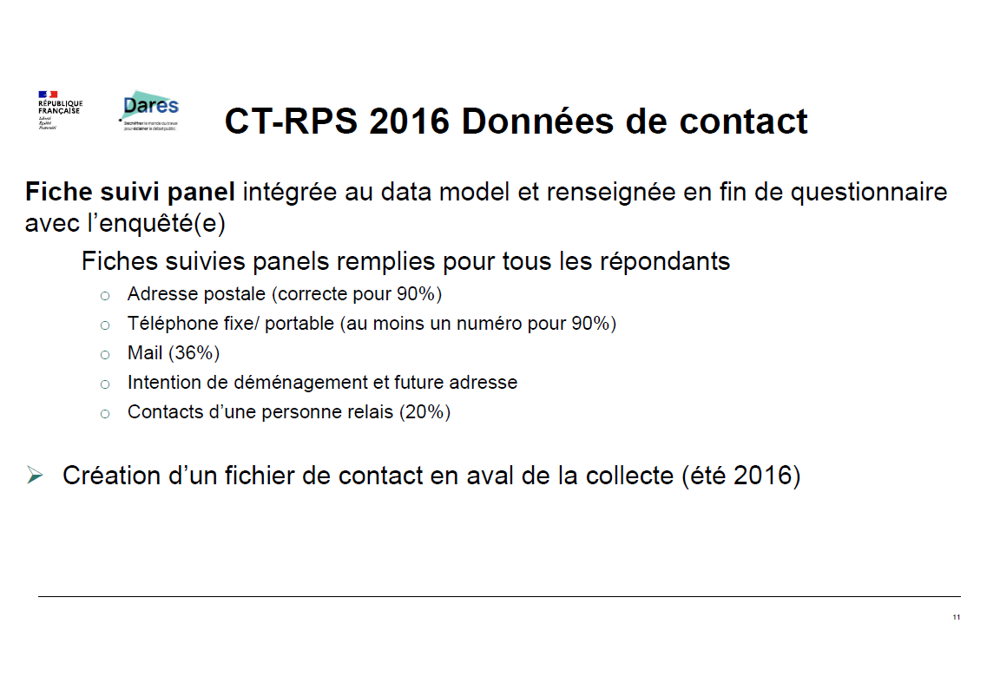 RÉPUBLIQUE
FRANÇAISE
Liberté
Égalité
Fraternité
Dares
Déchiffrer le monde du travail
pour éclairer le débat public
CT-RPS 2016 Données de contact
Fiche suivi panel intégrée au data model et renseignée en fin de questionnaire
avec l’enquêté(e)
Fiches suivies panels remplies pour tous les répondants
o Adresse postale (correcte pour 90%)
o Téléphone fixe/ portable (au moins un numéro pour 90%)
o Mail (36%)
o Intention de déménagement et future adresse
o Contacts d’une personne relais (20%)
➢ Création d’un fichier de contact en aval de la collecte (été 2016)
11